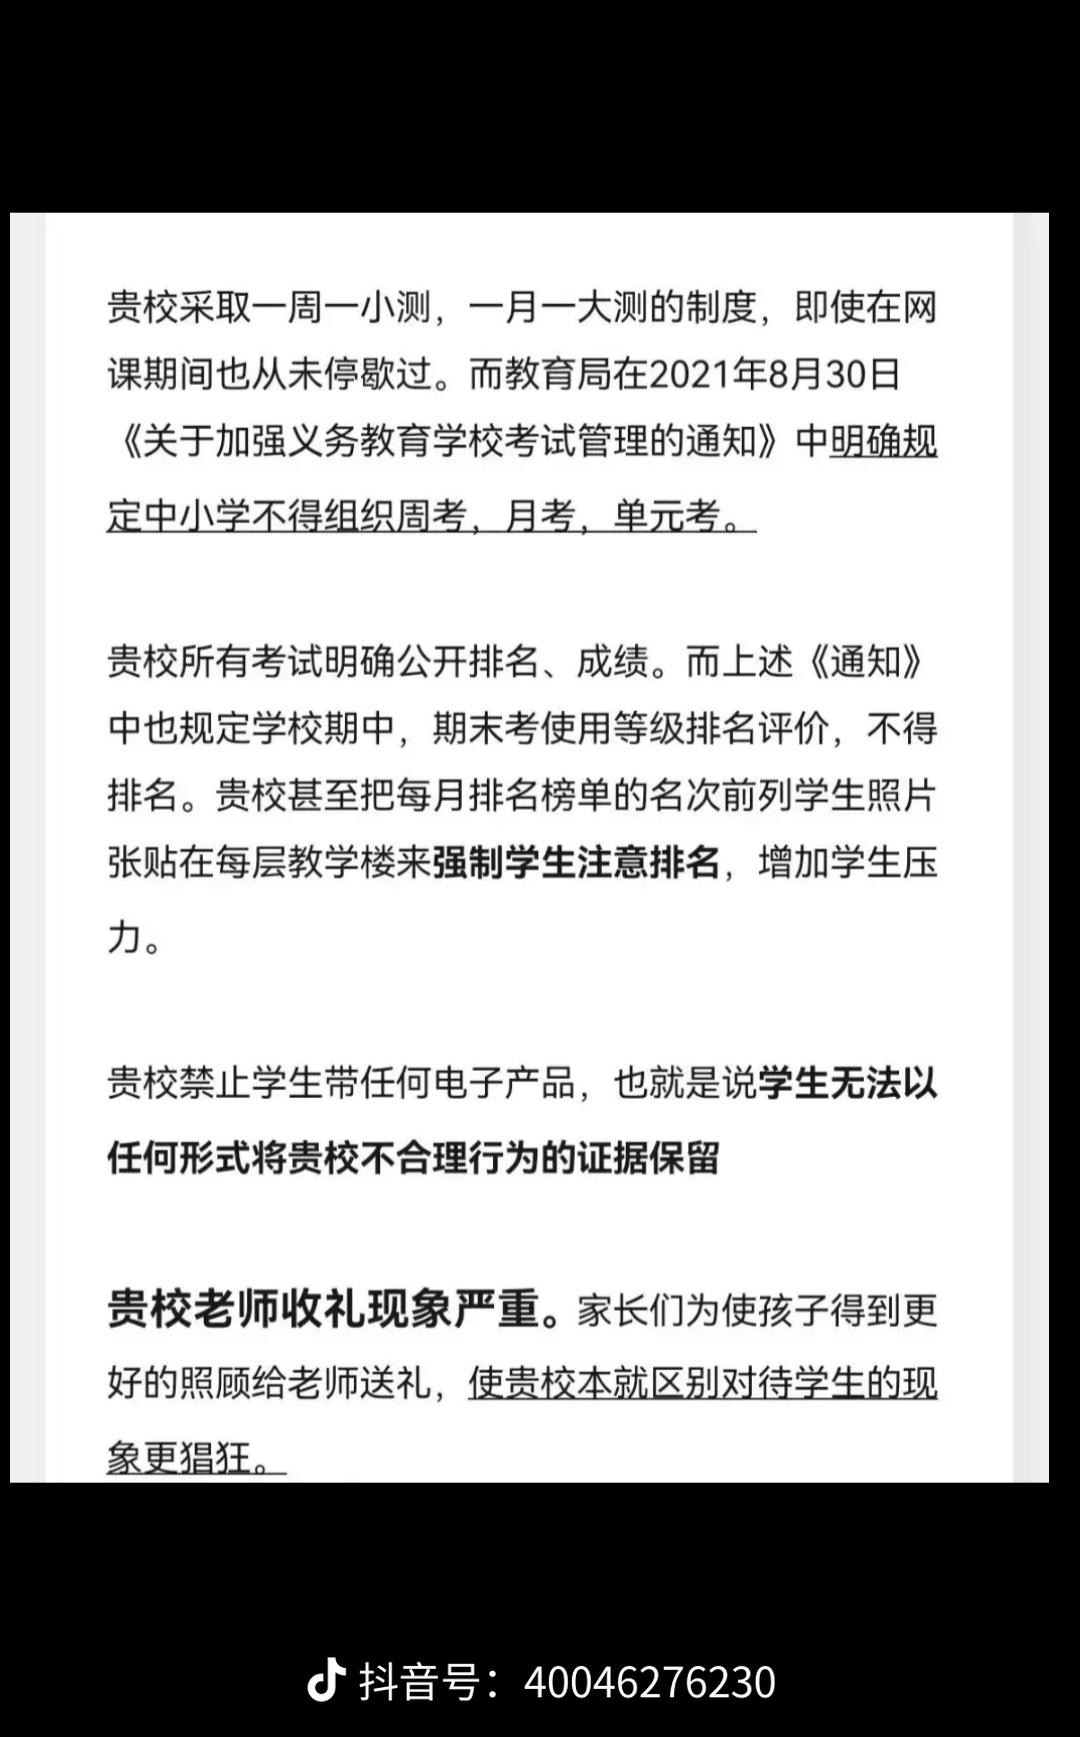 贵校采取一周一小测，一月一大测的制度，即使在网
课期间也从未停歇过。而教育局在2021年8月30日
《关于加强义务教育学校考试管理的通知》中明确规
定中小学不得组织周考，月考，单元考。
贵校所有考试明确公开排名、成绩。而上述《通知》
中也规定学校期中，期末考使用等级排名评价，不得
排名。贵校甚至把每月排名榜单的名次前列学生照片
张贴在每层教学楼来强制学生注意排名，增加学生压
力。
贵校禁止学生带任何电子产品，也就是说学生无法以
任何形式将贵校不合理行为的证据保留
贵校老师收礼现象严重。家长们为使孩子得到更
好的照顾给老师送礼，使贵校本就区别对待学生的现
象更猖狂。
抖音号：40046276230